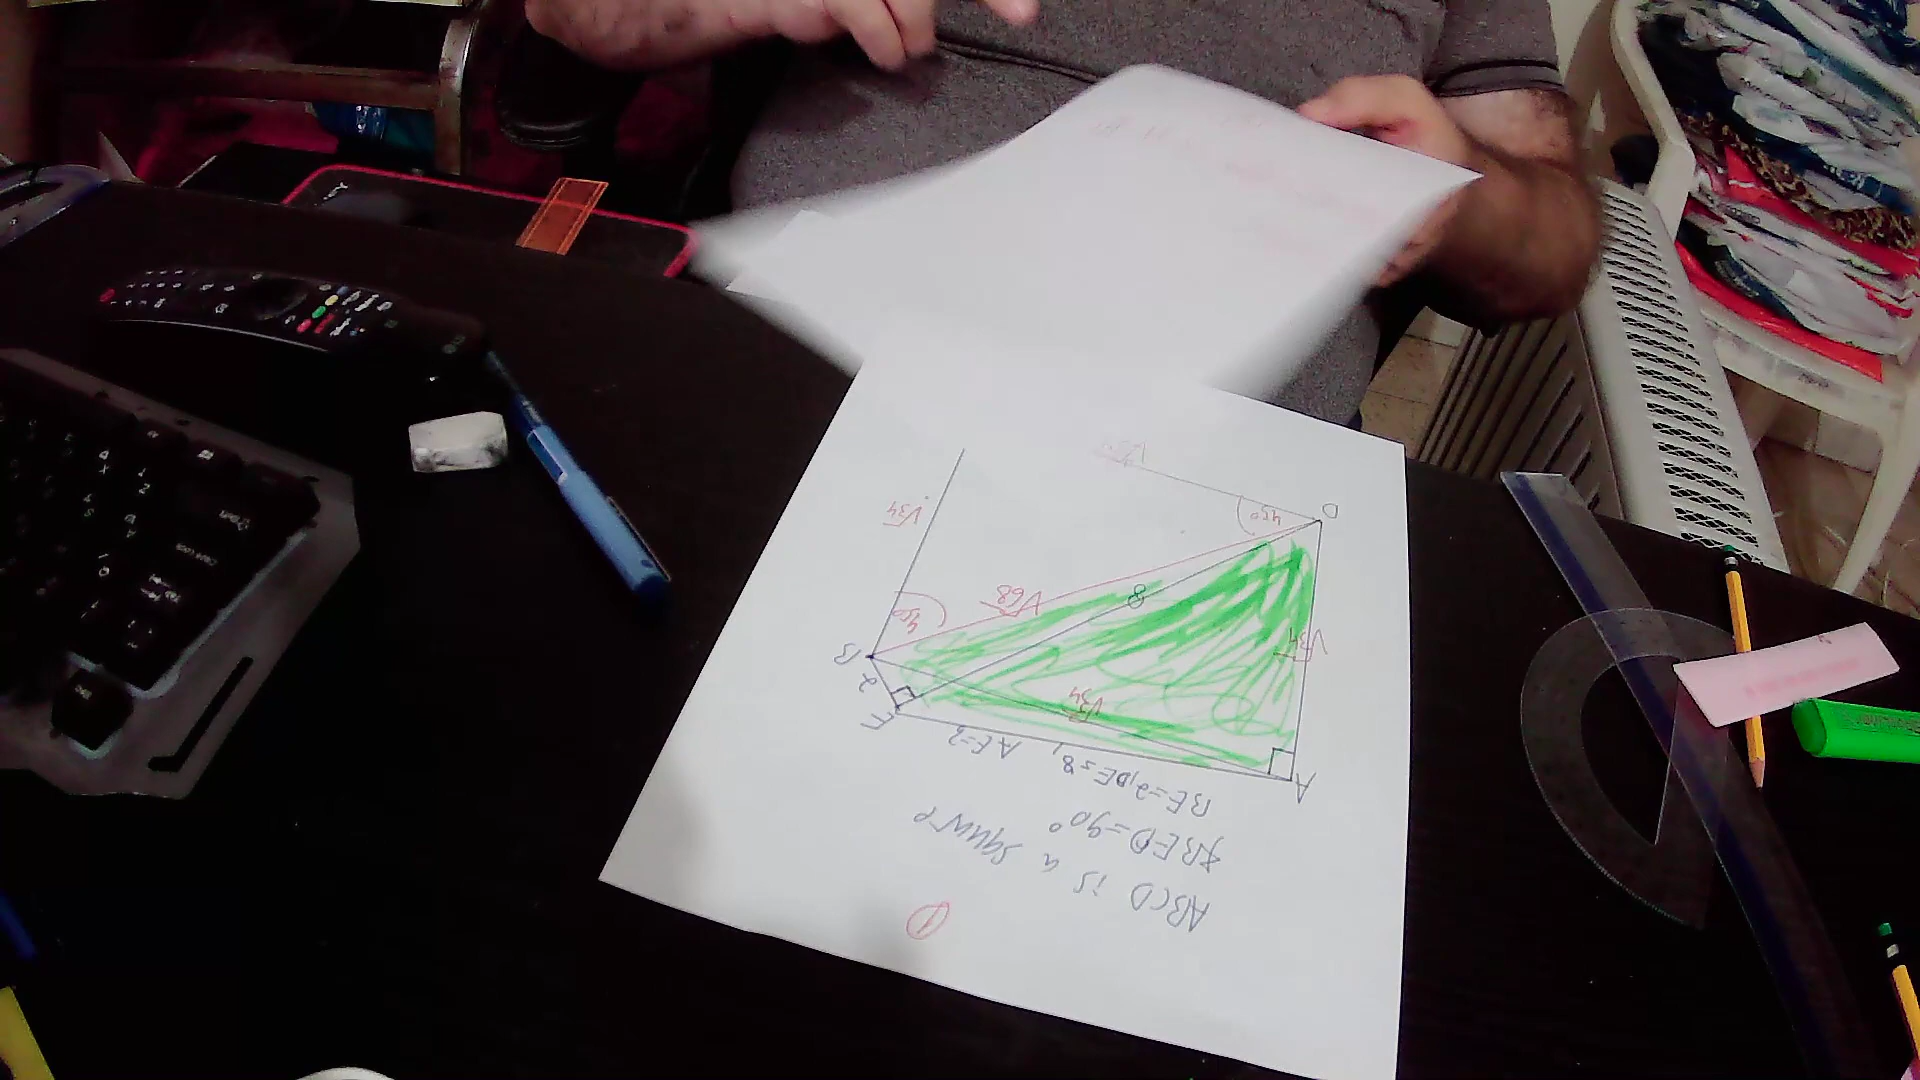 ①
ABCD is a square
∡BED=90°
BE=2, DE=8, AE=?
A
E
2
B
√34
√34
8
√68
45°
45°
D
√34
√34